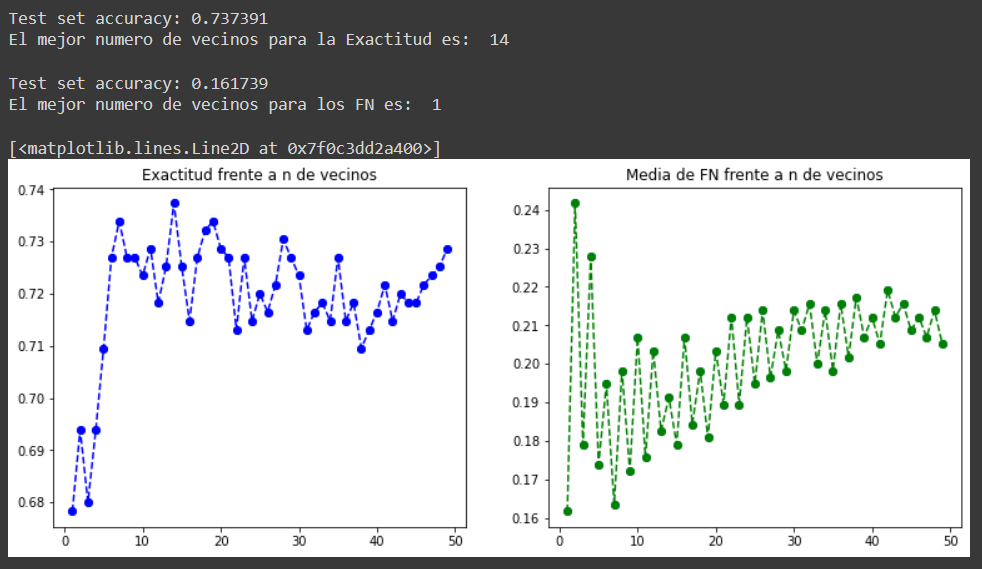 Test set accuracy: 0.737391
El mejor numero de vecinos para la Exactitud es:  14
Test set accuracy: 0.161739
El mejor numero de vecinos para los FN es:  1
[<matplotlib.lines.Line2D at 0x7f0c3dd2a400>]
Exactitud frente a n de vecinos
0.74
0.73
0.72
0.71
0.70
0.69
0.68
0 10 20 30 40 50
Media de FN frente a n de vecinos
0.24
0.23
0.22
0.21
0.20
0.19
0.18
0.17
0.16
0 10 20 30 40 50